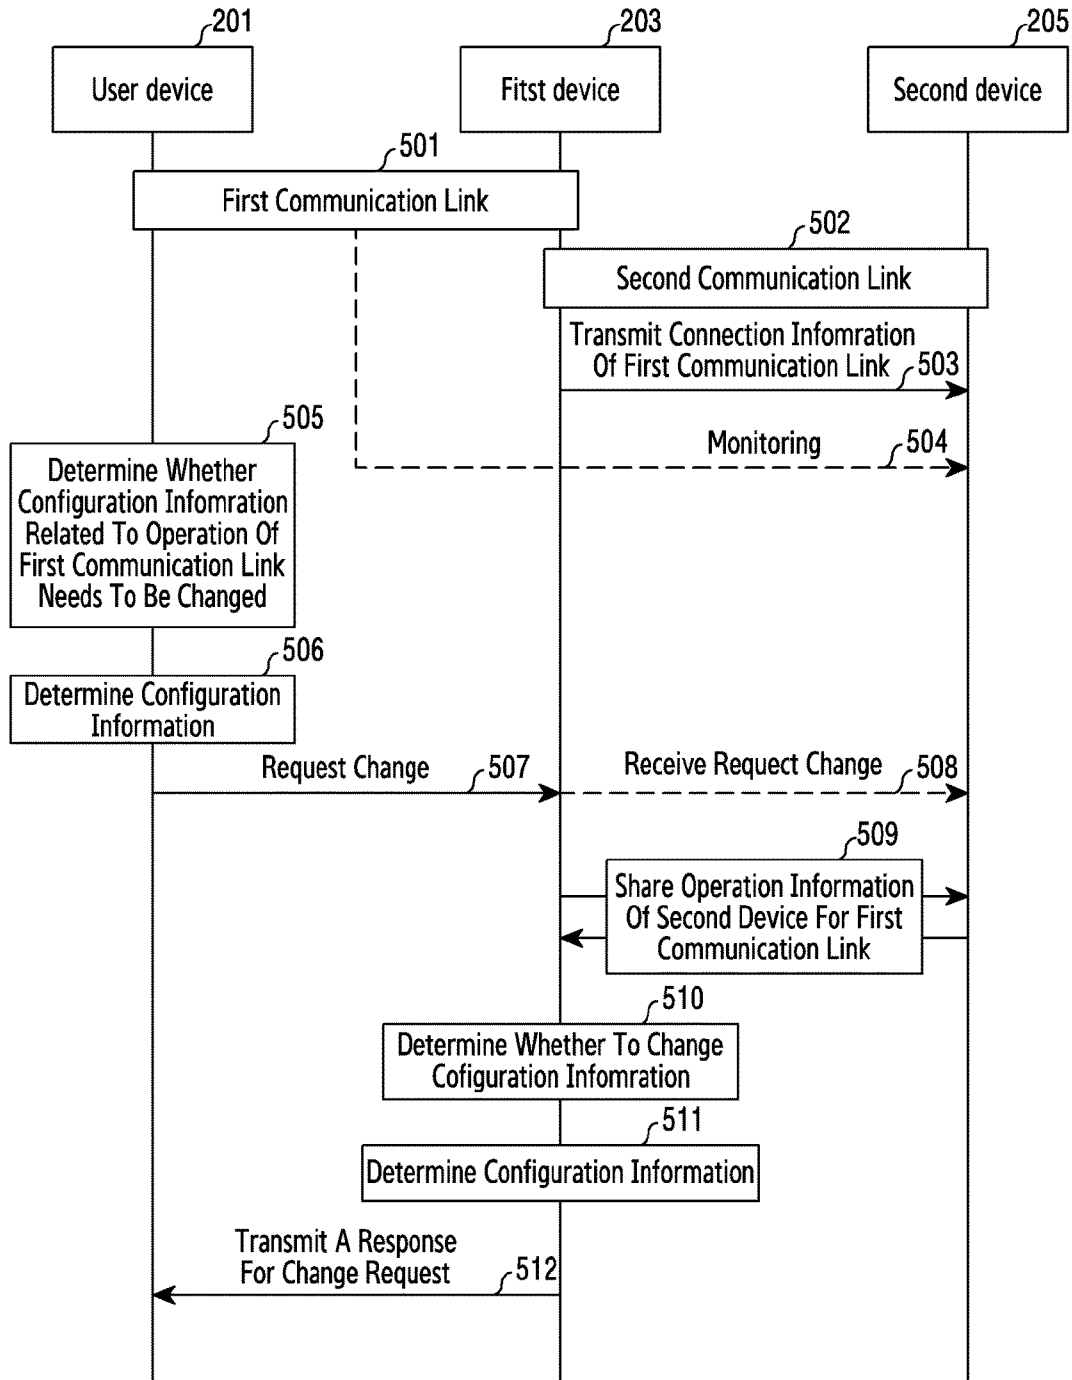 201
203
205
User device
Fitst device
Second device
501
First Communication Link
502
Second Communication Link
Transmit Connection Infomration
Of First Communication Link
503
505
Monitoring
504
Determine Whether
Configuration Infomration
Related To Operation Of
First Communication Link
Needs To Be Changed
506
Determine Configuration
Information
Request Change
507
Receive Requect Change
508
509
Share Operation Information
Of Second Device For First
Communication Link
510
Determine Whether To Change
Cofiguration Infomration
511
Determine Configuration Information
Transmit A Response
For Change Request
512